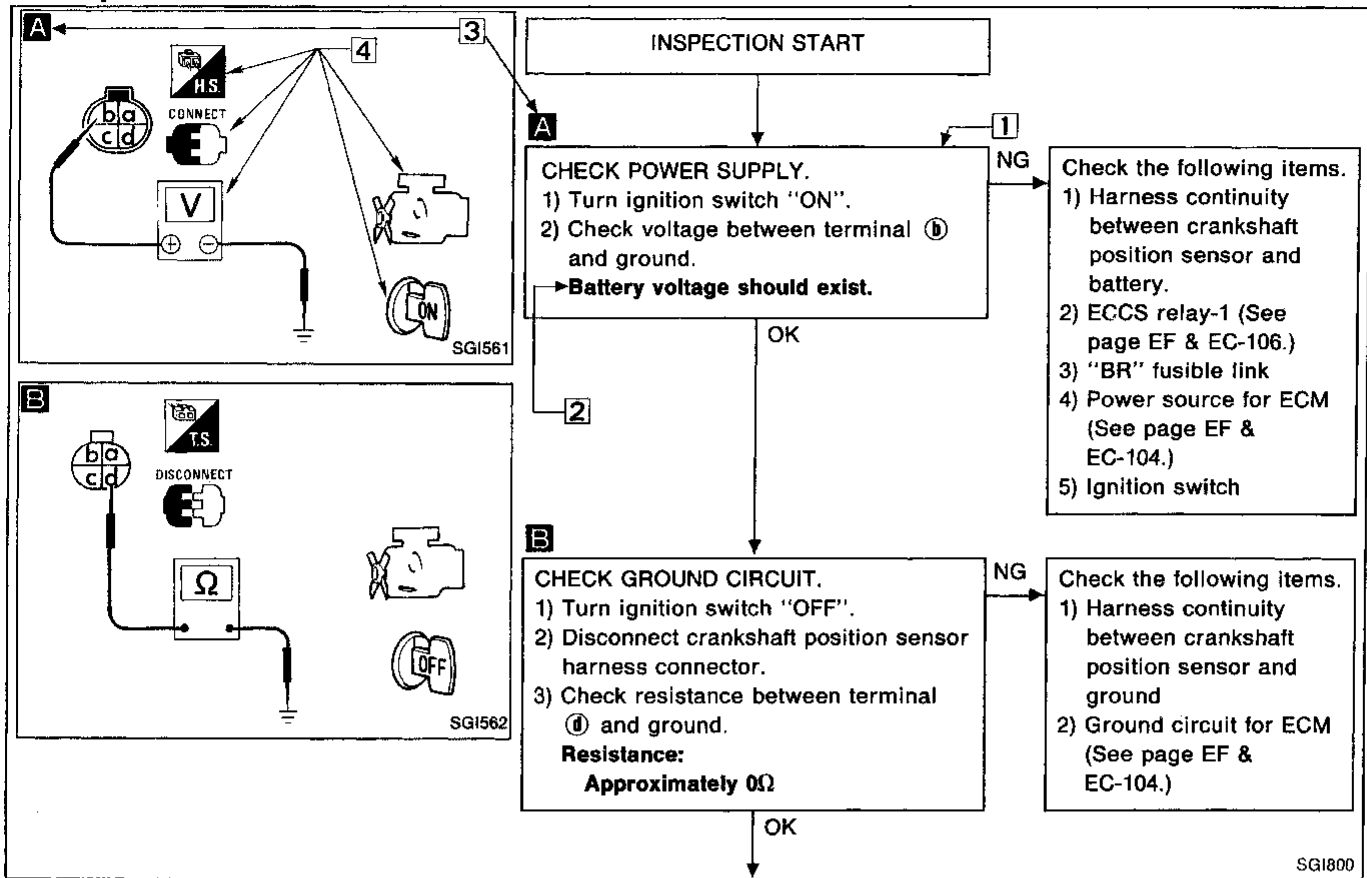 A
3
4
H.S.
CONNECT
b a
c d
V
⊕ ⊖
ON
SGI561
B
T.S.
DISCONNECT
b a
c d
Ω
OFF
SGI562
INSPECTION START
A
1
CHECK POWER SUPPLY.
1) Turn ignition switch "ON".
2) Check voltage between terminal ⓑ
and ground.
Battery voltage should exist.
2
NG
OK
Check the following items.
1) Harness continuity
between crankshaft
position sensor and
battery.
2) ECCS relay-1 (See
page EF & EC-106.)
3) "BR" fusible link
4) Power source for ECM
(See page EF &
EC-104.)
5) Ignition switch
B
CHECK GROUND CIRCUIT.
1) Turn ignition switch "OFF".
2) Disconnect crankshaft position sensor
harness connector.
3) Check resistance between terminal
ⓓ and ground.
Resistance:
Approximately 0Ω
NG
OK
Check the following items.
1) Harness continuity
between crankshaft
position sensor and
ground
2) Ground circuit for ECM
(See page EF &
EC-104.)
SGI800